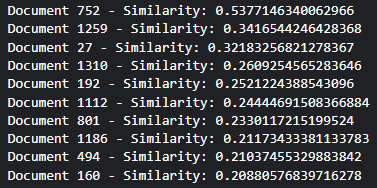 Document 752 - Similarity: 0.5377146340062966
Document 1259 - Similarity: 0.3416544246428368
Document 27 - Similarity: 0.32183256821278367
Document 1310 - Similarity: 0.2609254565283646
Document 192 - Similarity: 0.2521224388543096
Document 1112 - Similarity: 0.24444691508366884
Document 801 - Similarity: 0.2330117215199524
Document 1186 - Similarity: 0.21173433381133783
Document 494 - Similarity: 0.21037455329883842
Document 160 - Similarity: 0.20880576839716278